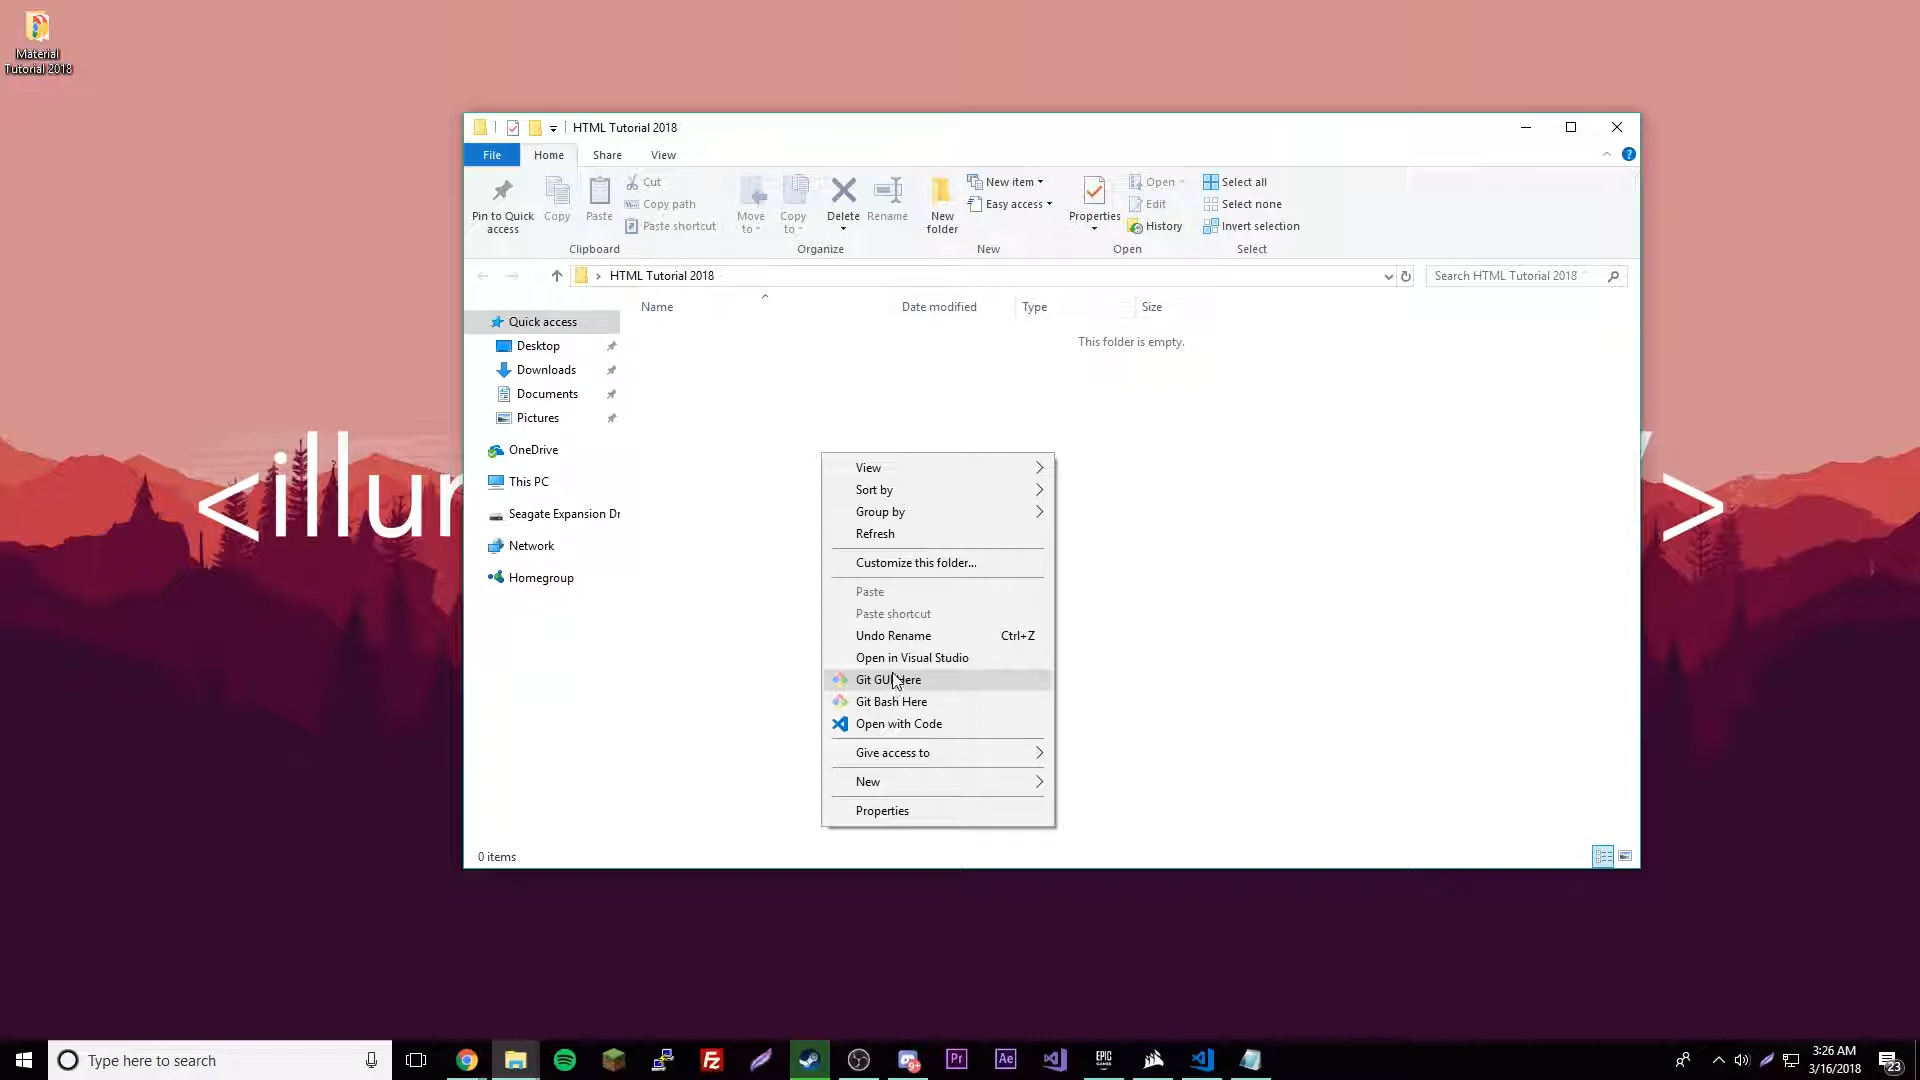 Material
Tutorial 2018
HTML Tutorial 2018
File
Home
Share
View
Pin to Quick
access
Copy
Paste
Cut
Copy path
Paste shortcut
Clipboard
Move
to
Copy
to
Delete
Rename
Organize
New
folder
New item
Easy access
New
Properties
Open
Edit
History
Open
Select all
Select none
Invert selection
Select
HTML Tutorial 2018
Search HTML Tutorial 2018
Name
Date modified
Type
Size
This folder is empty.
Quick access
Desktop
Downloads
Documents
Pictures
OneDrive
This PC
Seagate Expansion Dr
Network
Homegroup
View
Sort by
Group by
Refresh
Customize this folder...
Paste
Paste shortcut
Undo Rename Ctrl+Z
Open in Visual Studio
Git GUI Here
Git Bash Here
Open with Code
Give access to
New
Properties
0 items
Type here to search
Pr
Ae
EPIC
GAMES
9+
3:26 AM
3/16/2018
23